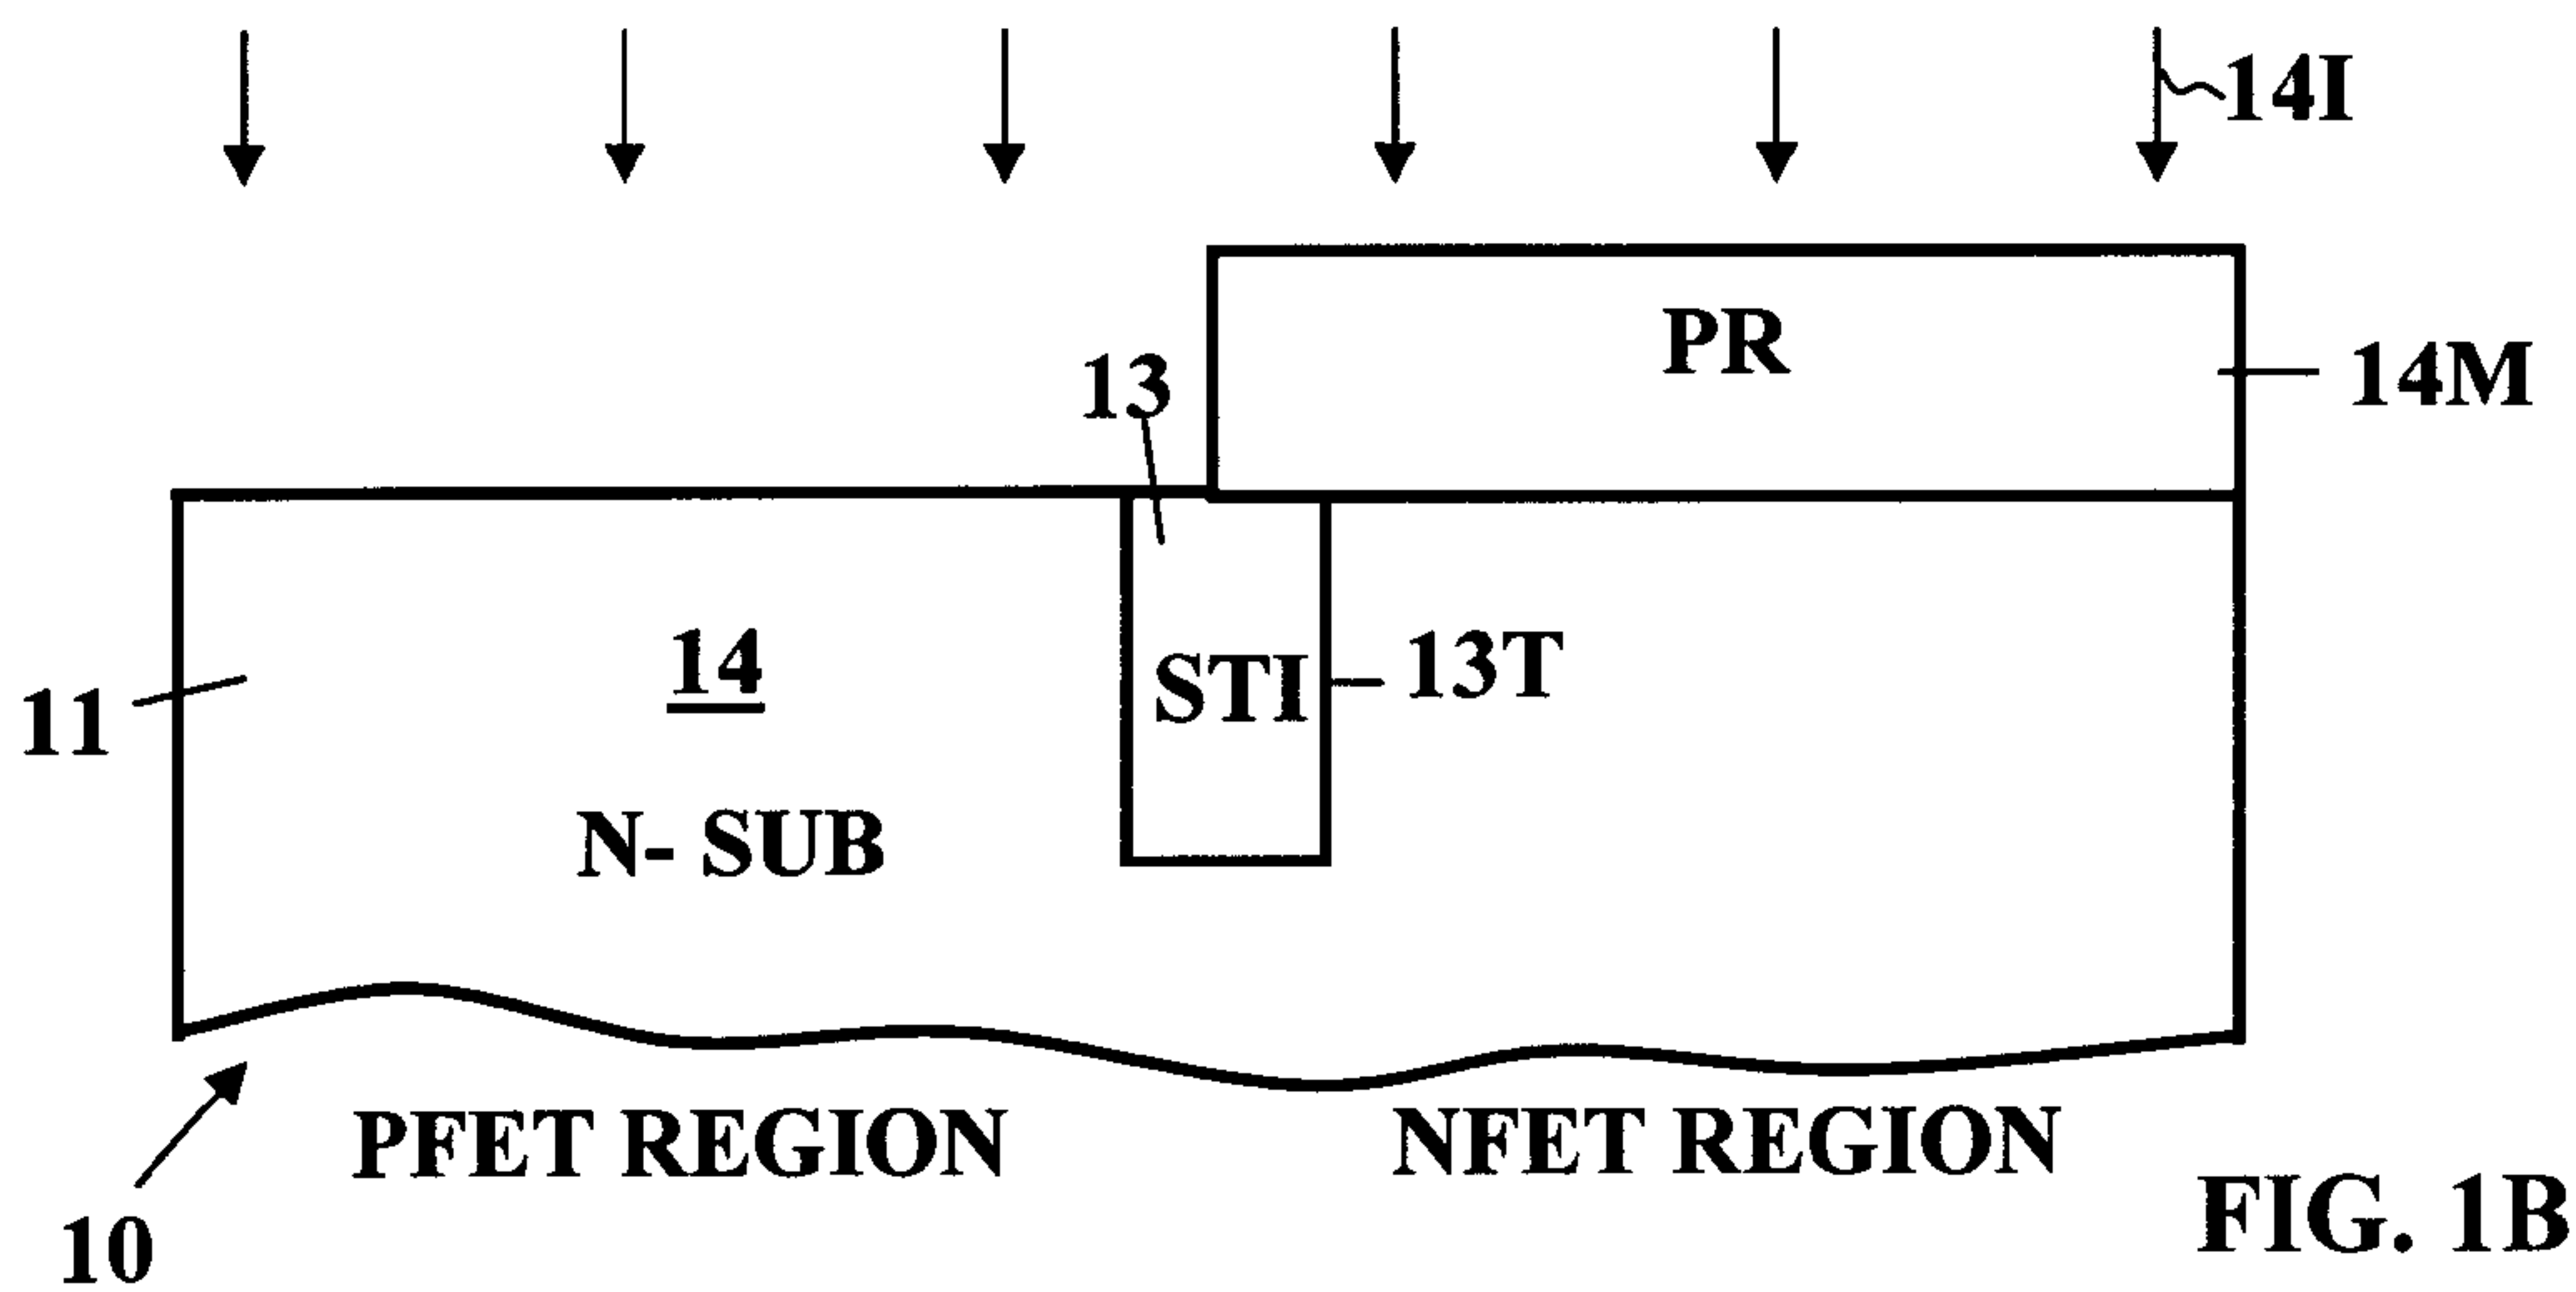 14I
PR
13
14M
14
13T
STI
11
N- SUB
PFET REGION
NFET REGION
10
FIG. 1B